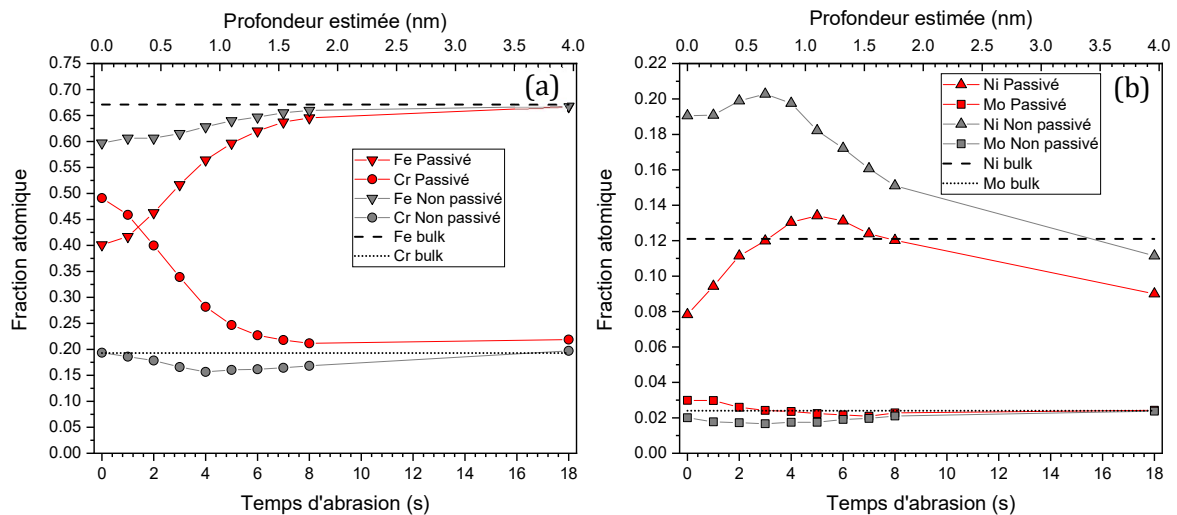 Profondeur estimée (nm)
0.0 0.5 1.0 1.5 2.0 2.5 3.0 3.5 4.0
(a)
0.75
0.70
0.65
0.60
0.55
0.50
0.45
0.40
0.35
0.30
0.25
0.20
0.15
0.10
0.05
0.00
Fraction atomique
Fe Passivé
Cr Passivé
Fe Non passivé
Cr Non passivé
Fe bulk
Cr bulk
0 2 4 6 8 10 12 14 16 18
Temps d'abrasion (s)
Profondeur estimée (nm)
0.0 0.5 1.0 1.5 2.0 2.5 3.0 3.5 4.0
(b)
0.22
0.20
0.18
0.16
0.14
0.12
0.10
0.08
0.06
0.04
0.02
0.00
Fraction atomique
Ni Passivé
Mo Passivé
Ni Non passivé
Mo Non passivé
Ni bulk
Mo bulk
0 2 4 6 8 10 12 14 16 18
Temps d'abrasion (s)